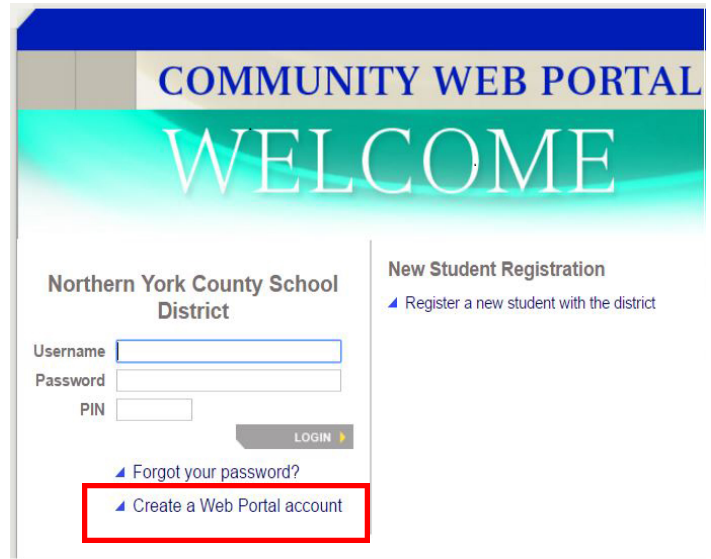 COMMUNITY WEB PORTAL
WELCOME
Northern York County School
District
Username
Password
PIN
LOGIN
Forgot your password?
Create a Web Portal account
New Student Registration
Register a new student with the district